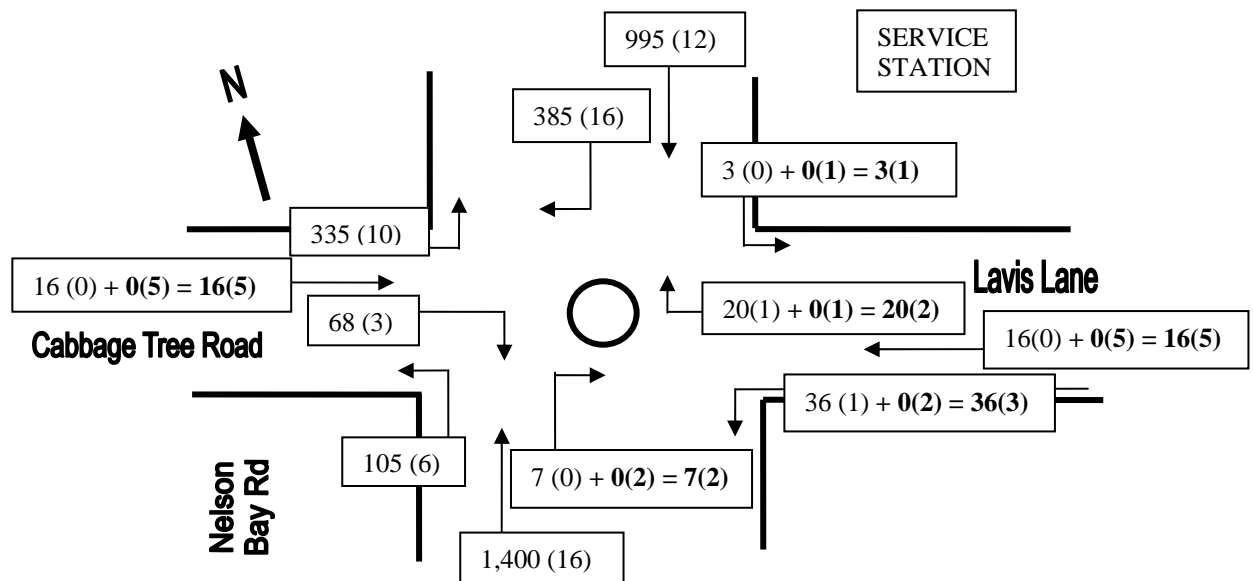 995 (12)
SERVICE
STATION
N
385 (16)
3 (0) + 0(1) = 3(1)
335 (10)
16 (0) + 0(5) = 16(5)
Lavis Lane
68 (3)
20(1) + 0(1) = 20(2)
Cabbage Tree Road
16(0) + 0(5) = 16(5)
36 (1) + 0(2) = 36(3)
105 (6)
7 (0) + 0(2) = 7(2)
Nelson
Bay Rd
1,400 (16)